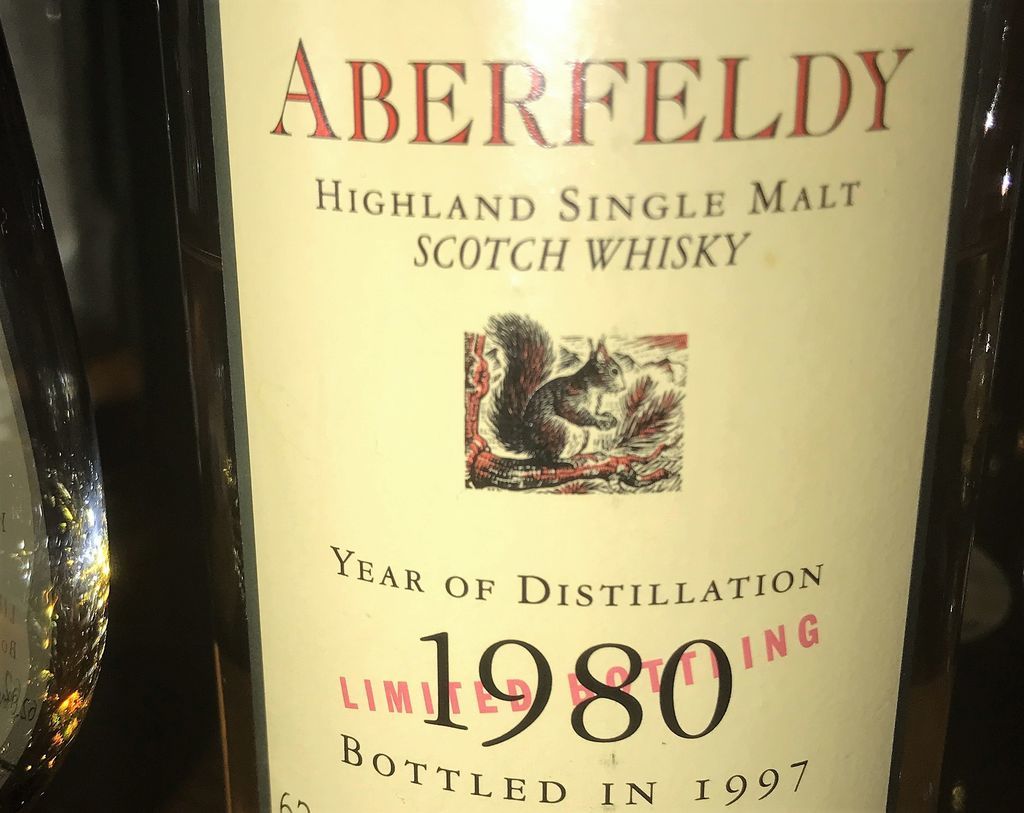 ABERFELDY
HIGHLAND SINGLE MALT
SCOTCH WHISKY
YEAR OF DISTILLATION
LIMITED BOTTLING
1980
BOTTLED IN 1997